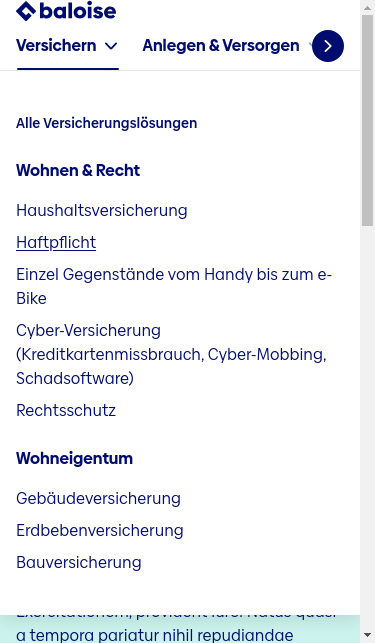 baloise
Versichern
Anlegen & Versorgen
Alle Versicherungslösungen
Wohnen & Recht
Haushaltsversicherung
Haftpflicht
Einzel Gegenstände vom Handy bis zum e-
Bike
Cyber-Versicherung
(Kreditkartenmissbrauch, Cyber-Mobbing,
Schadsoftware)
Rechtsschutz
Wohneigentum
Gebäudeversicherung
Erdbebenversicherung
Bauversicherung
a tempora pariatur nihil repudiandae